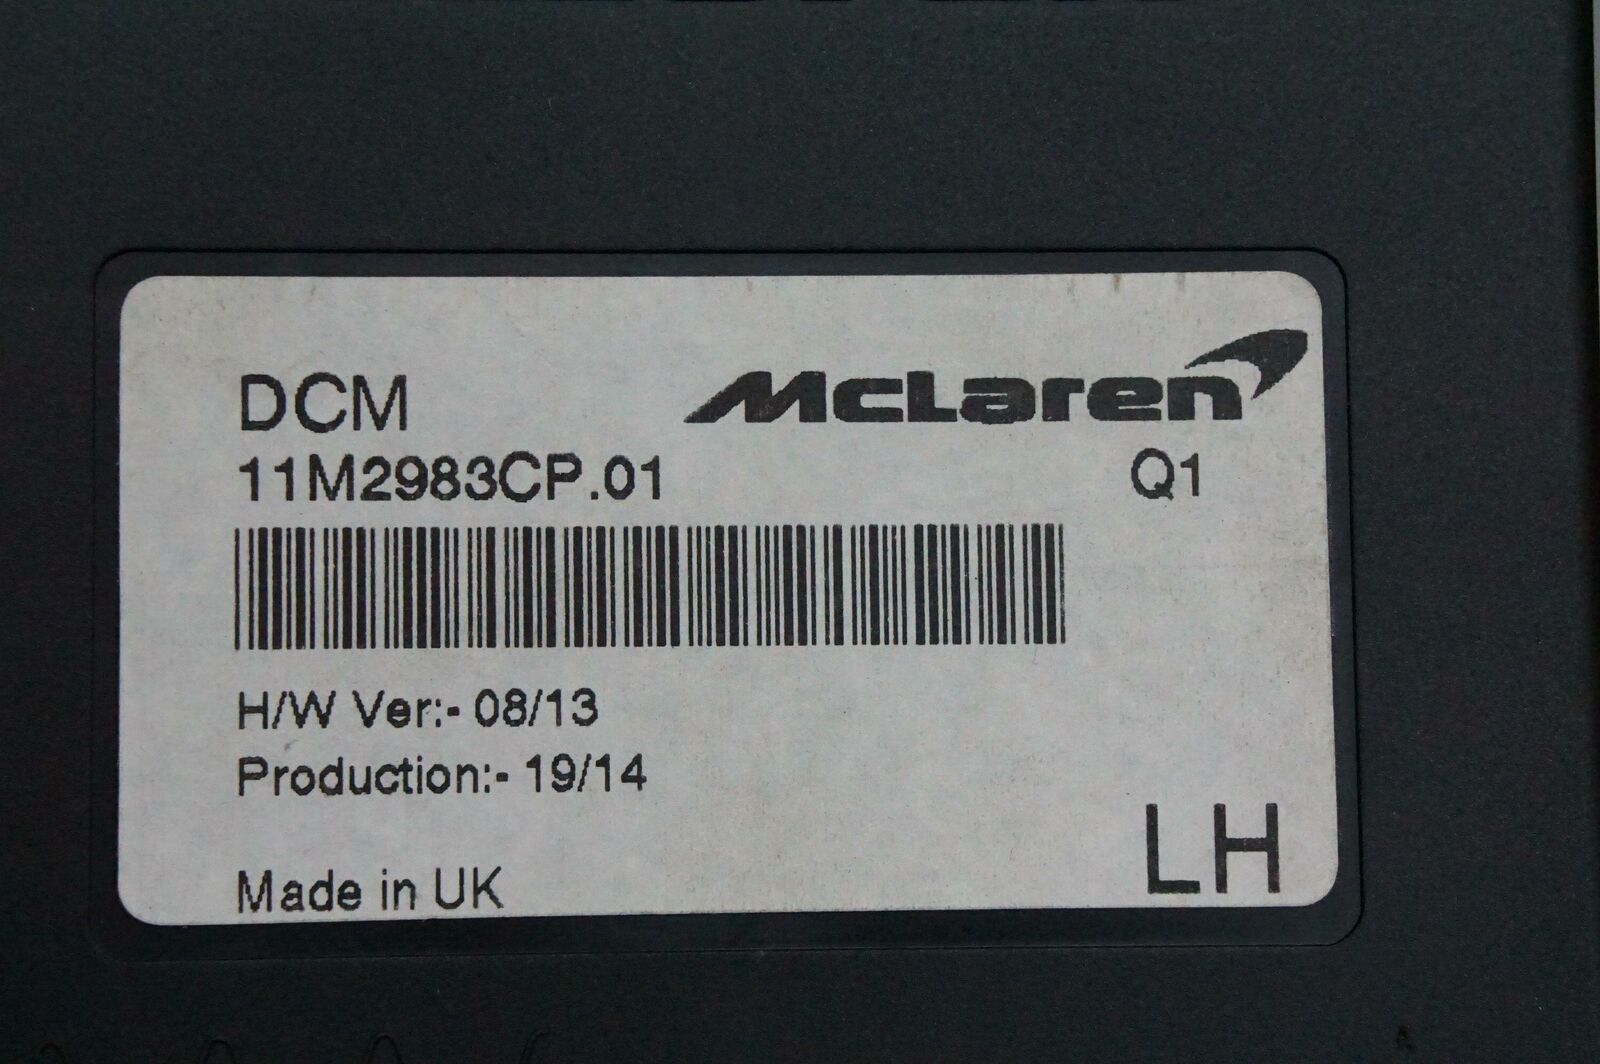 DCM
McLaren
11M2983CP.01
Q1
H/W Ver:- 08/13
Production:- 19/14
Made in UK
LH